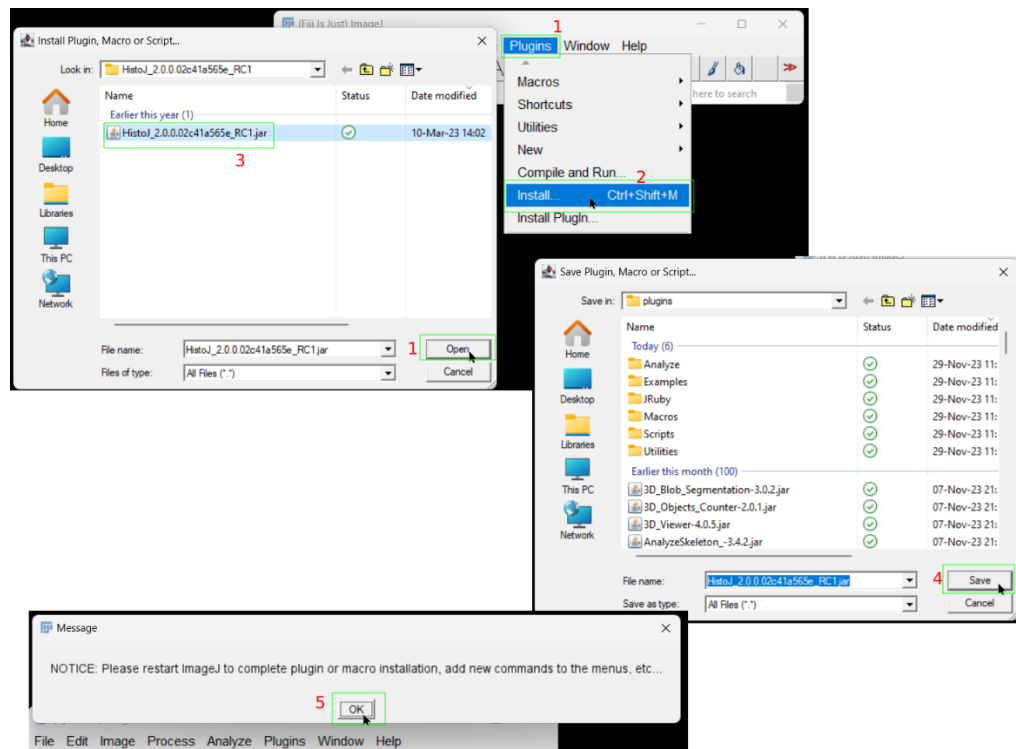 Install Plugin, Macro or Script...
Look in:
HistoJ_2.0.0.02c41a565e_RC1
Name Status Date modified
Earlier this year (1)
HistoJ_2.0.0.02c41a565e_RC1.jar 10-Mar-23 14:02
3
Home
Desktop
Libraries
This PC
Network
File name: HistoJ_2.0.0.02c41a565e_RC1.jar 1 Open
Files of type: All Files (*.*) Cancel
(Fiji Is Just) ImageJ
1
Plugins Window Help
here to search
Macros
Shortcuts
Utilities
New
Compile and Run...
2
Install... Ctrl+Shift+M
Install PlugIn...
Save Plugin, Macro or Script...
Save in: plugins
Name Status Date modified
Today (6)
Analyze 29-Nov-23 11:
Examples 29-Nov-23 11:
JRuby 29-Nov-23 11:
Macros 29-Nov-23 11:
Scripts 29-Nov-23 11:
Utilities 29-Nov-23 11:
Earlier this month (100)
3D_Blob_Segmentation-3.0.2.jar 07-Nov-23 21:
3D_Objects_Counter-2.0.1.jar 07-Nov-23 21:
3D_Viewer-4.0.5.jar 07-Nov-23 21:
AnalyzeSkeleton_-3.4.2.jar 07-Nov-23 21:
Home
Desktop
Libraries
This PC
Network
File name: HistoJ_2.0.0.02c41a565e_RC1.jar 4 Save
Save as type: All Files (*.*) Cancel
Message
NOTICE: Please restart ImageJ to complete plugin or macro installation, add new commands to the menus, etc...
5 OK
File Edit Image Process Analyze Plugins Window Help